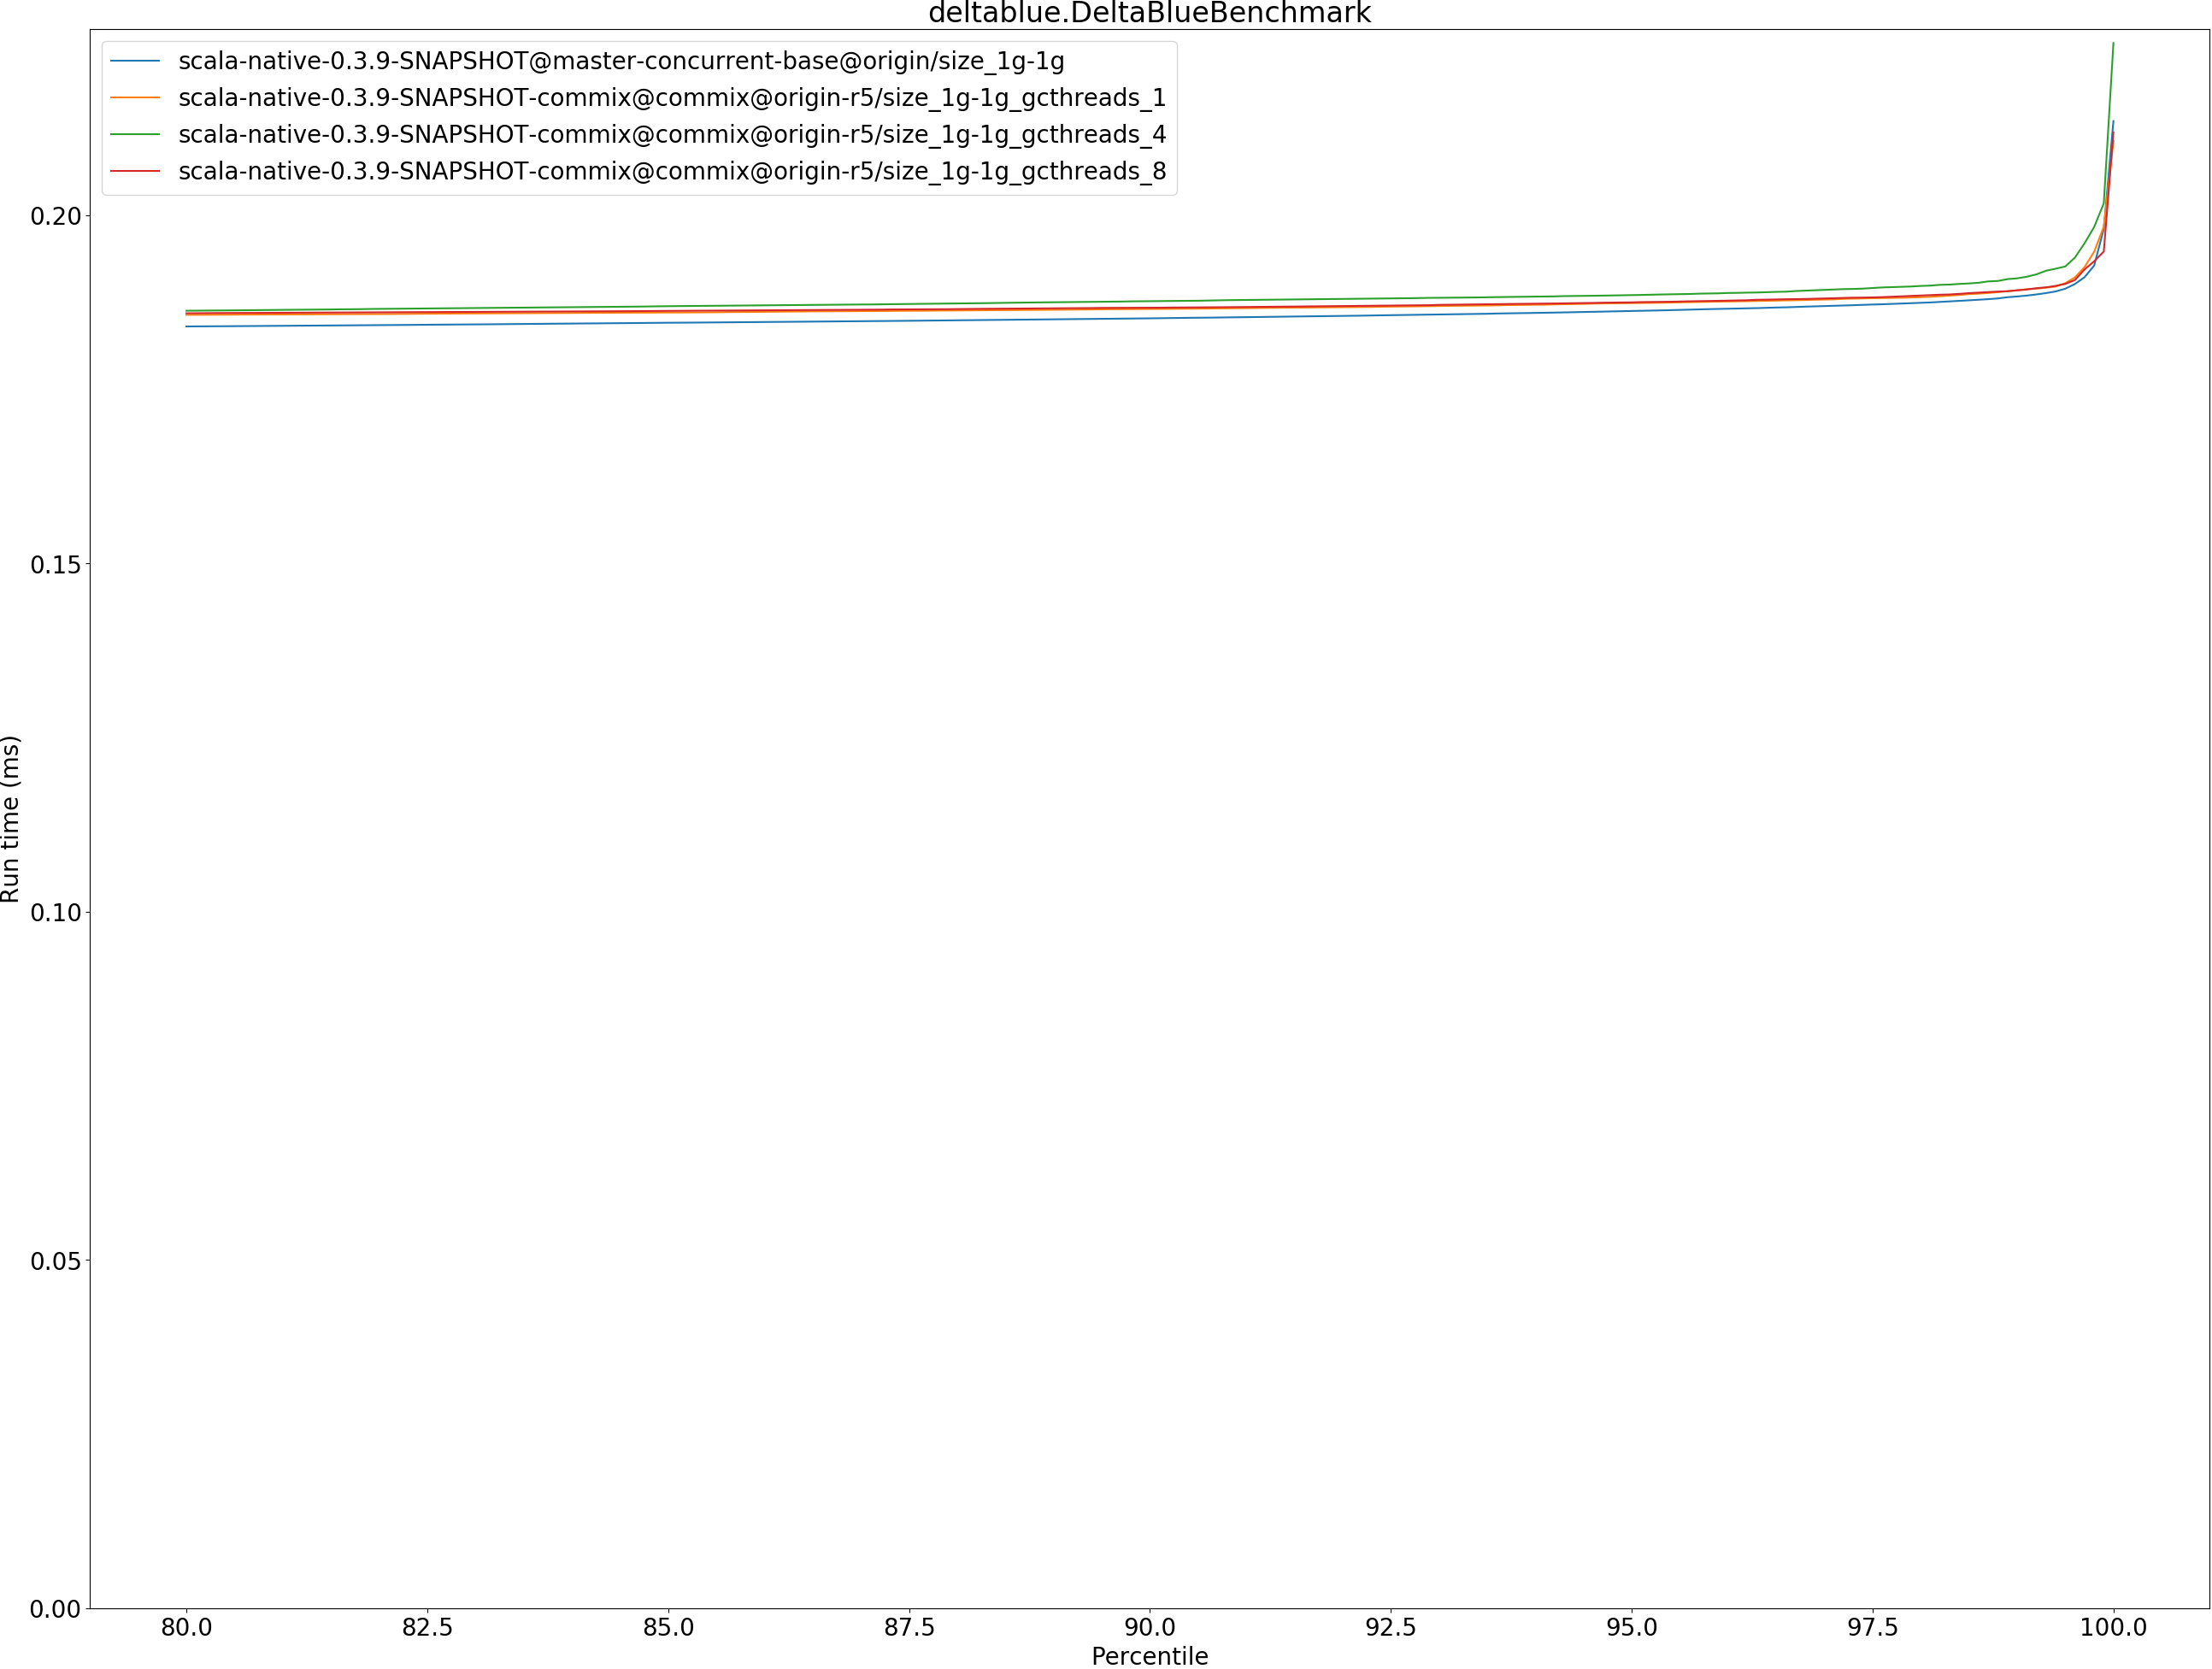 deltablue.DeltaBlueBenchmark
scala-native-0.3.9-SNAPSHOT@master-concurrent-base@origin/size_1g-1g
scala-native-0.3.9-SNAPSHOT-commix@commix@origin-r5/size_1g-1g_gcthreads_1
scala-native-0.3.9-SNAPSHOT-commix@commix@origin-r5/size_1g-1g_gcthreads_4
scala-native-0.3.9-SNAPSHOT-commix@commix@origin-r5/size_1g-1g_gcthreads_8
0.20
0.15
0.10
0.05
0.00
Run time (ms)
80.0 82.5 85.0 87.5 90.0 92.5 95.0 97.5 100.0
Percentile